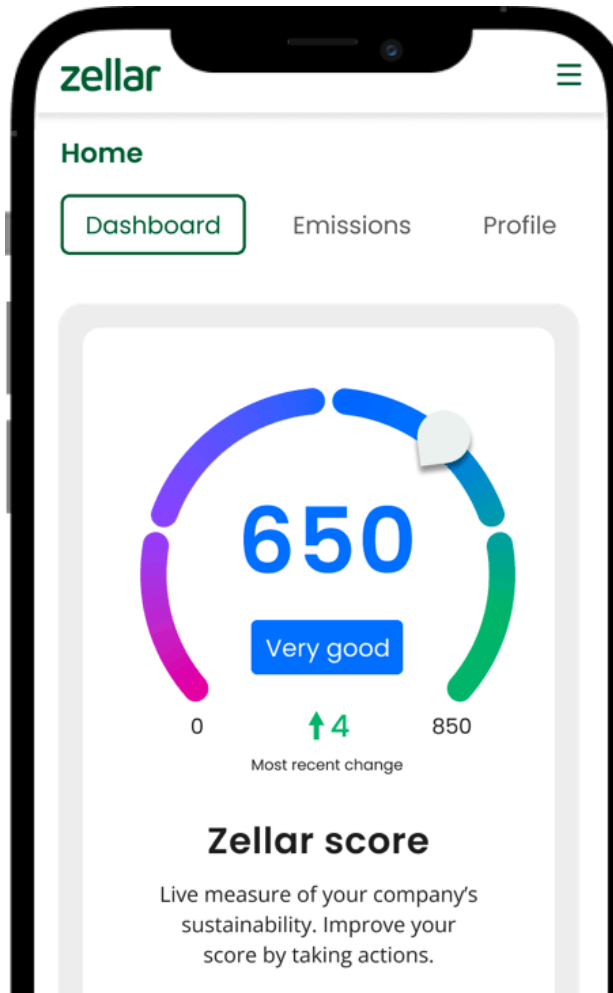 zellar
Home
Dashboard Emissions Profile
650
Very good
0 4 850
Most recent change
Zellar score
Live measure of your company’s
sustainability. Improve your
score by taking actions.